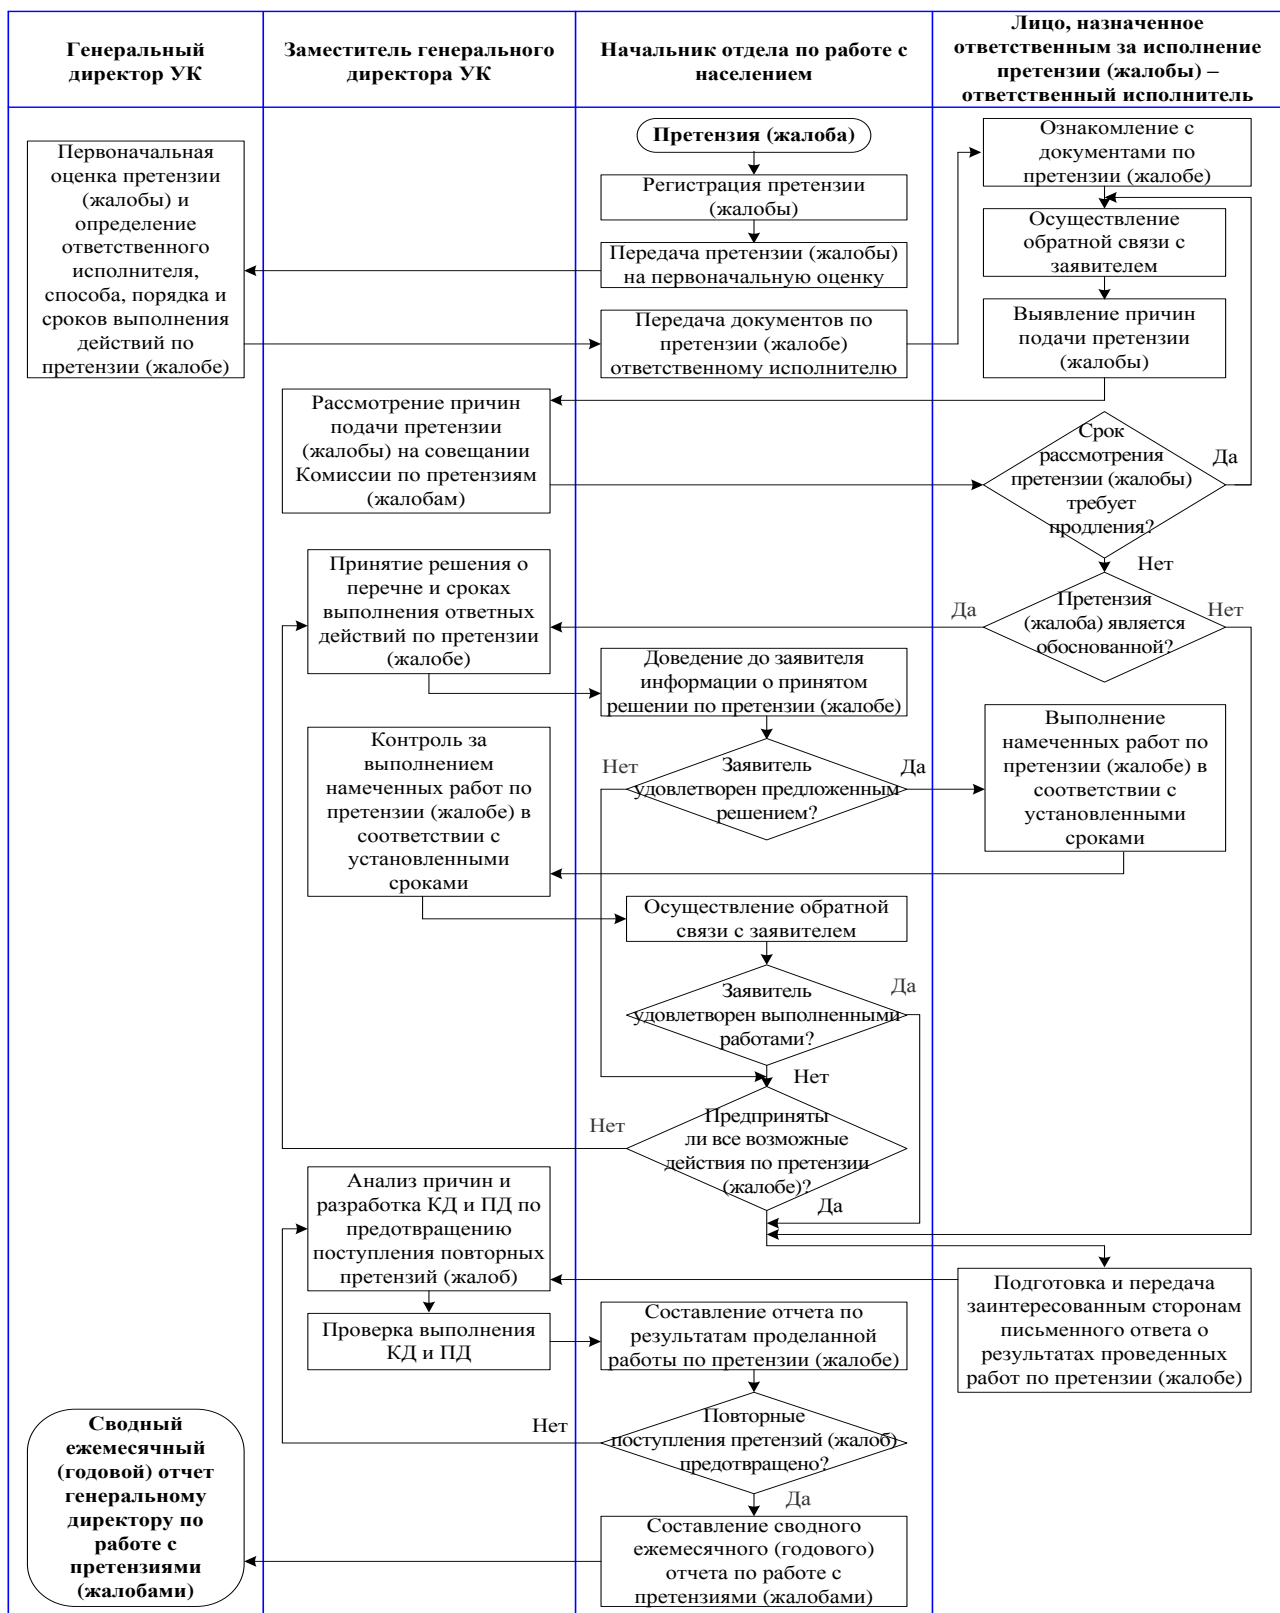 Генеральный
директор УК
Заместитель генерального
директора УК
Начальник отдела по работе с
населением
Лицо, назначенное
ответственным за исполнение
претензии (жалобы) –
ответственный исполнитель
Претензия (жалоба)
Регистрация претензии
(жалобы)
Передача претензии (жалобы)
на первоначальную оценку
Первоначальная
оценка претензии
(жалобы) и
определение
ответственного
исполнителя,
способа, порядка и
сроков выполнения
действий по
претензии (жалобе)
Передача документов по
претензии (жалобе)
ответственному исполнителю
Ознакомление с
документами по
претензии (жалобе)
Осуществление
обратной связи с
заявителем
Выявление причин
подачи претензии
(жалобы)
Рассмотрение причин
подачи претензии
(жалобы) на совещании
Комиссии по претензиям
(жалобам)
Срок
рассмотрения
претензии (жалобы)
требует
продления?
Да
Нет
Претензия
(жалоба) является
обоснованной?
Да
Нет
Принятие решения о
перечне и сроках
выполнения ответных
действий по претензии
(жалобе)
Доведение до заявителя
информации о принятом
решении по претензии (жалобе)
Заявитель
удовлетворен предложенным
решением?
Нет
Да
Выполнение
намеченных работ по
претензии (жалобе) в
соответствии с
установленными
сроками
Контроль за
выполнением
намеченных работ по
претензии (жалобе) в
соответствии с
установленными
сроками
Осуществление обратной
связи с заявителем
Заявитель
удовлетворен выполненными
работами?
Да
Нет
Предприняты
ли все возможные
действия по претензии
(жалобе)?
Нет
Да
Подготовка и передача
заинтересованным сторонам
письменного ответа о
результатах проведенных
работ по претензии (жалобе)
Анализ причин и
разработка КД и ПД по
предотвращению
поступления повторных
претензий (жалоб)
Проверка выполнения
КД и ПД
Составление отчета по
результатам проделанной
работы по претензии (жалобе)
Повторные
поступления претензий (жалоб)
предотвращено?
Нет
Да
Составление сводного
ежемесячного (годового)
отчета по работе с
претензиями (жалобами)
Сводный
ежемесячный
(годовой) отчет
генеральному
директору по
работе с
претензиями
(жалобами)